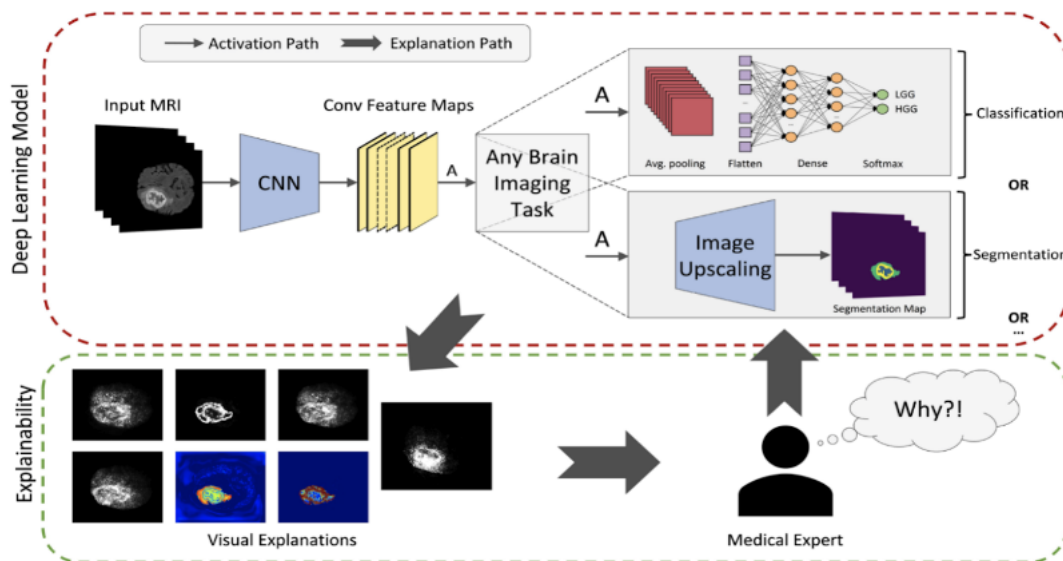 Activation Path
Explanation Path
Deep Learning Model
Input MRI
CNN
Conv Feature Maps
A
Any Brain
Imaging
Task
A
Avg. pooling
Flatten
Dense
Softmax
LGG
HGG
Classification
OR
A
Image
Upscaling
Segmentation Map
Segmentation
OR
...
Explainability
Visual Explanations
Medical Expert
Why?!